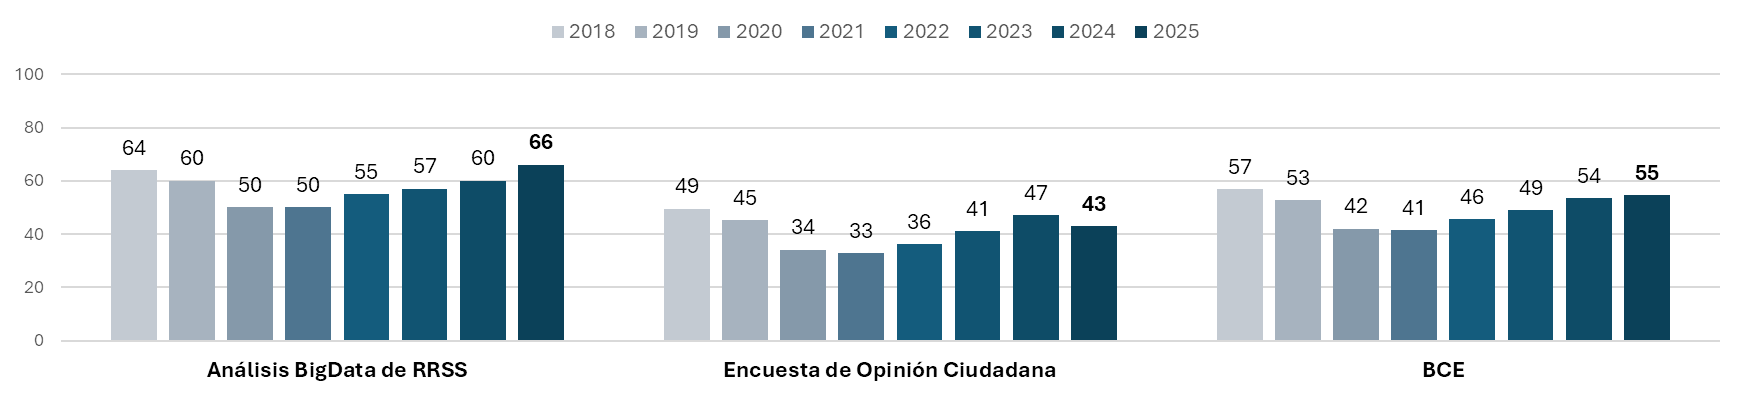 2018 2019 2020 2021 2022 2023 2024 2025
100
80
60
40
20
0
64 60 50 50 55 57 60 66
49 45 34 33 36 41 47 43
57 53 42 41 46 49 54 55
Análisis BigData de RRSS
Encuesta de Opinión Ciudadana
BCE